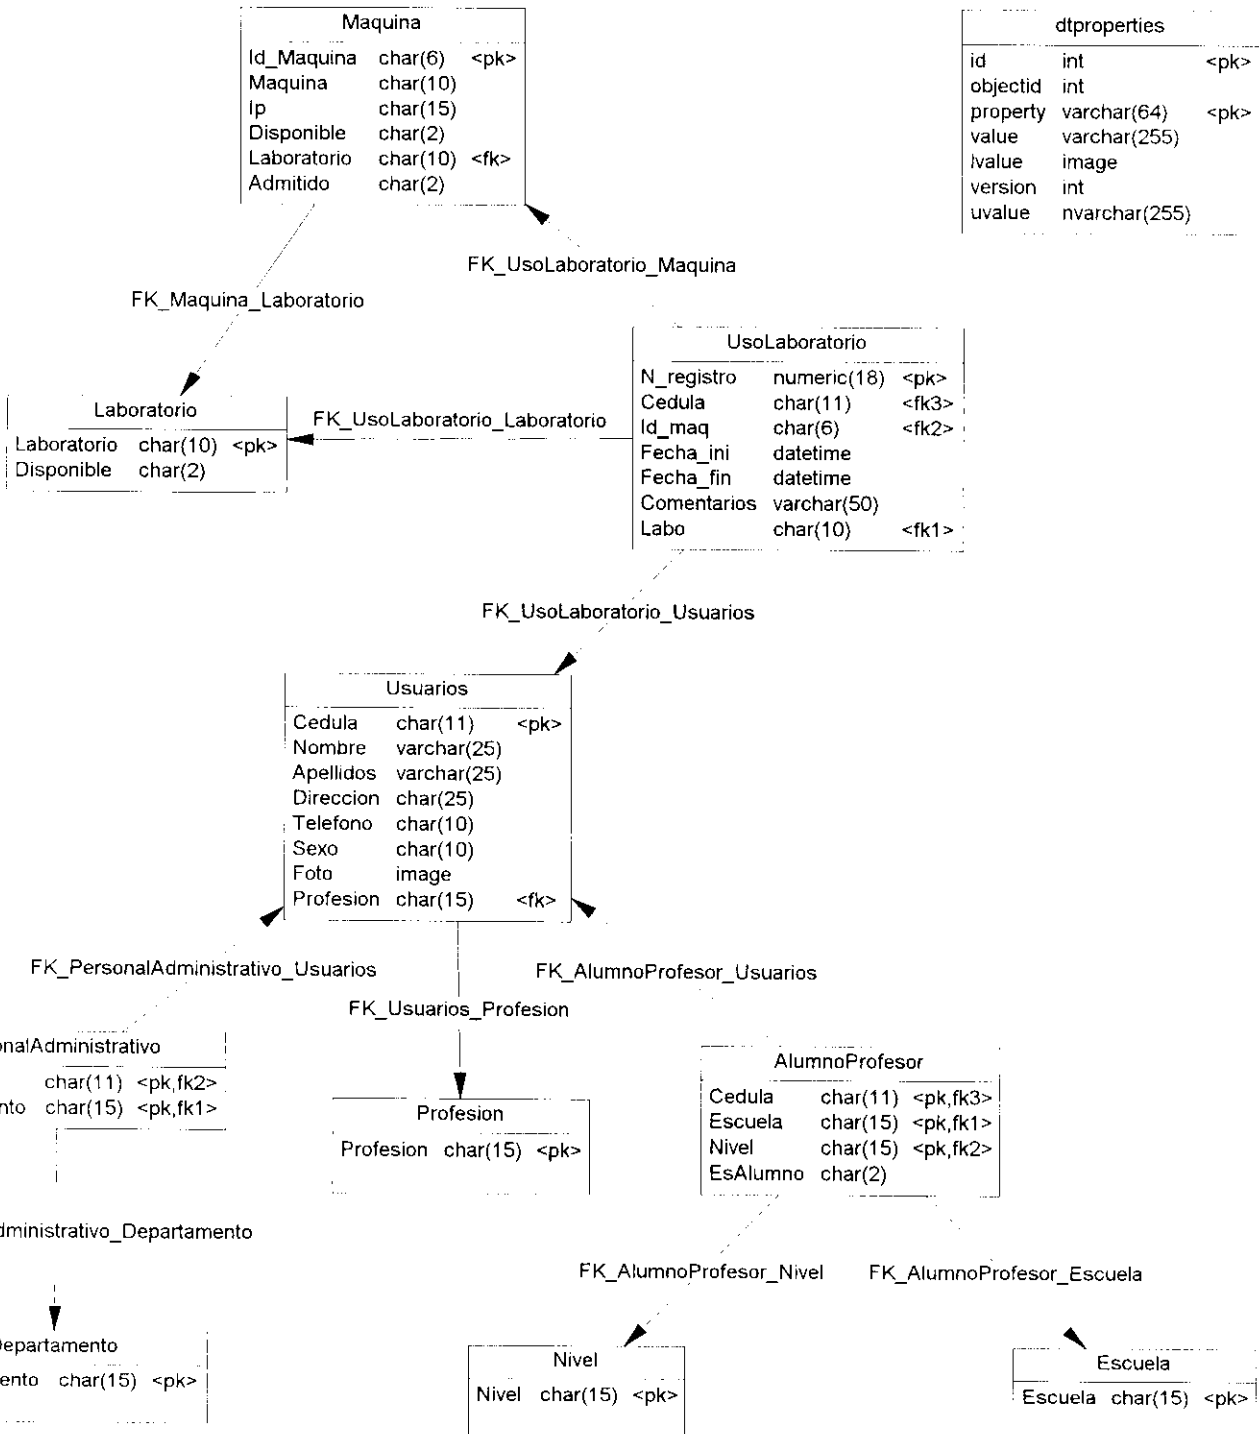 Maquina
Id_Maquina char(6) <pk>
Maquina char(10)
Ip char(15)
Disponible char(2)
Laboratorio char(10) <fk>
Admitido char(2)
dtproperties
id int <pk>
objectid int
property varchar(64) <pk>
value varchar(255)
lvalue image
version int
uvalue nvarchar(255)
FK_UsoLaboratorio_Maquina
FK_Maquina_Laboratorio
UsoLaboratorio
N_registro numeric(18) <pk>
Cedula char(11) <fk3>
Id_maq char(6) <fk2>
Fecha_ini datetime
Fecha_fin datetime
Comentarios varchar(50)
Labo char(10) <fk1>
Laboratorio
Laboratorio char(10) <pk>
Disponible char(2)
FK_UsoLaboratorio_Laboratorio
FK_UsoLaboratorio_Usuarios
Usuarios
Cedula char(11) <pk>
Nombre varchar(25)
Apellidos varchar(25)
Direccion char(25)
Telefono char(10)
Sexo char(10)
Foto image
Profesion char(15) <fk>
FK_PersonalAdministrativo_Usuarios
FK_AlumnoProfesor_Usuarios
FK_Usuarios_Profesion
onalAdministrativo
char(11) <pk,fk2>
nto char(15) <pk,fk1>
Profesion
Profesion char(15) <pk>
AlumnoProfesor
Cedula char(11) <pk,fk3>
Escuela char(15) <pk,fk1>
Nivel char(15) <pk,fk2>
EsAlumno char(2)
dministrativo_Departamento
FK_AlumnoProfesor_Nivel
FK_AlumnoProfesor_Escuela
Departamento
ento char(15) <pk>
Nivel
Nivel char(15) <pk>
Escuela
Escuela char(15) <pk>